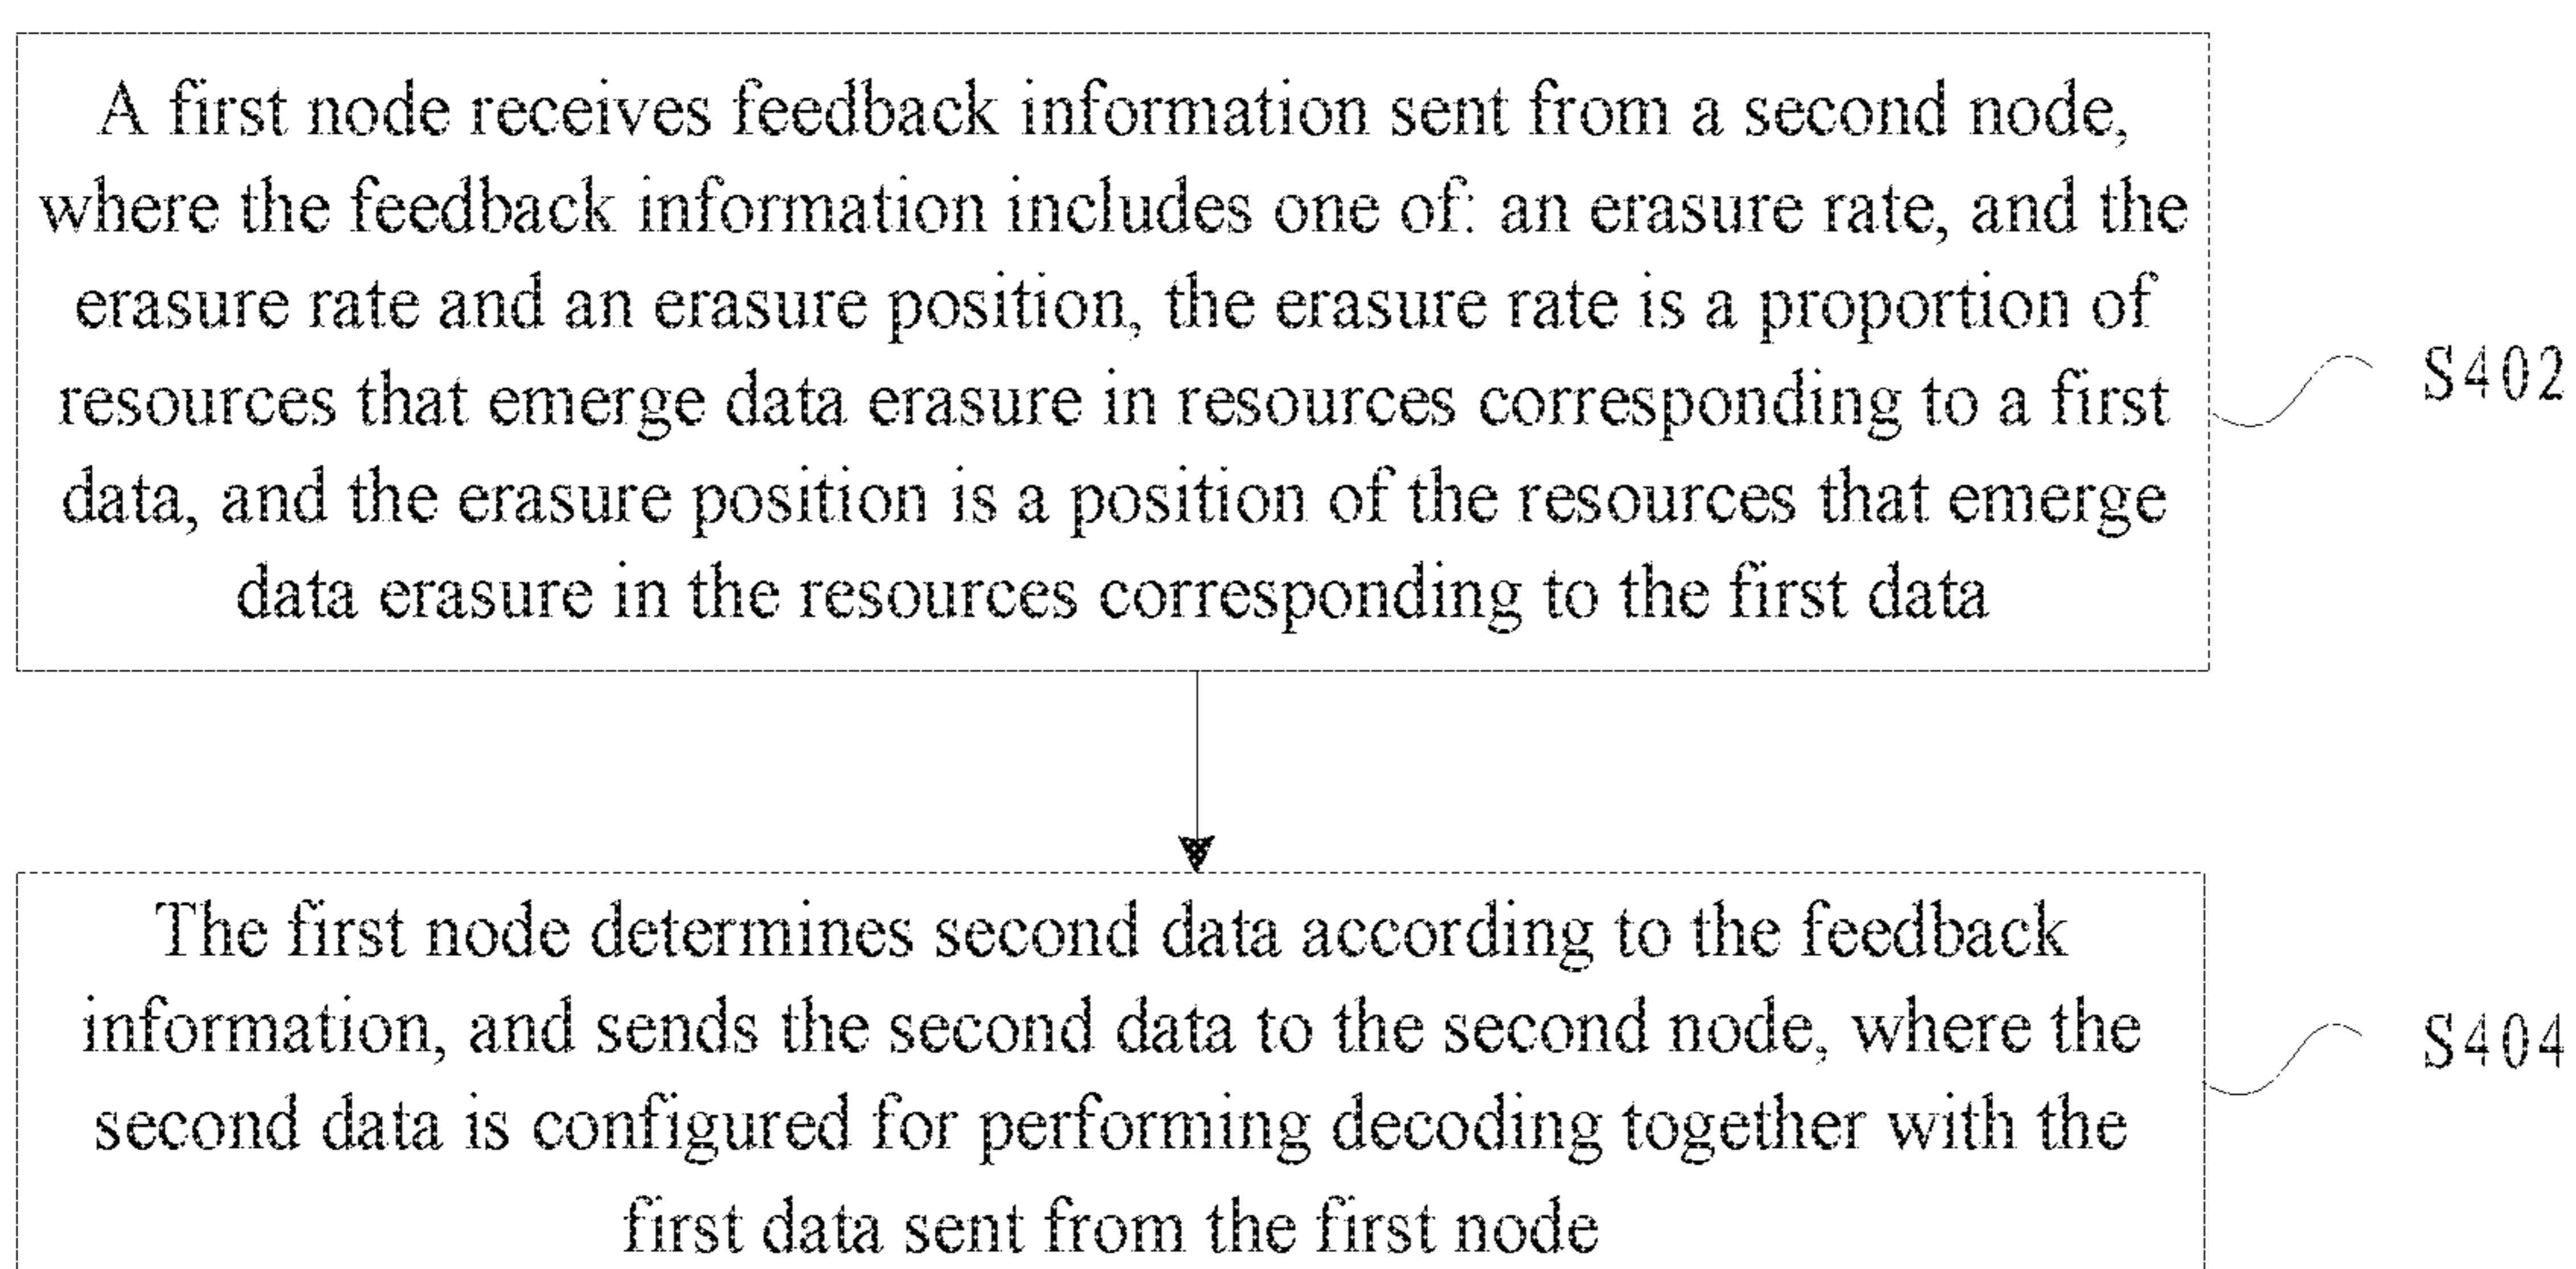 A first node receives feedback information sent from a second node,
where the feedback information includes one of: an erasure rate, and the
erasure rate and an erasure position, the erasure rate is a proportion of
resources that emerge data erasure in resources corresponding to a first
data, and the erasure position is a position of the resources that emerge
data erasure in the resources corresponding to the first data
S402
The first node determines second data according to the feedback
information, and sends the second data to the second node, where the
second data is configured for performing decoding together with the
first data sent from the first node
S404